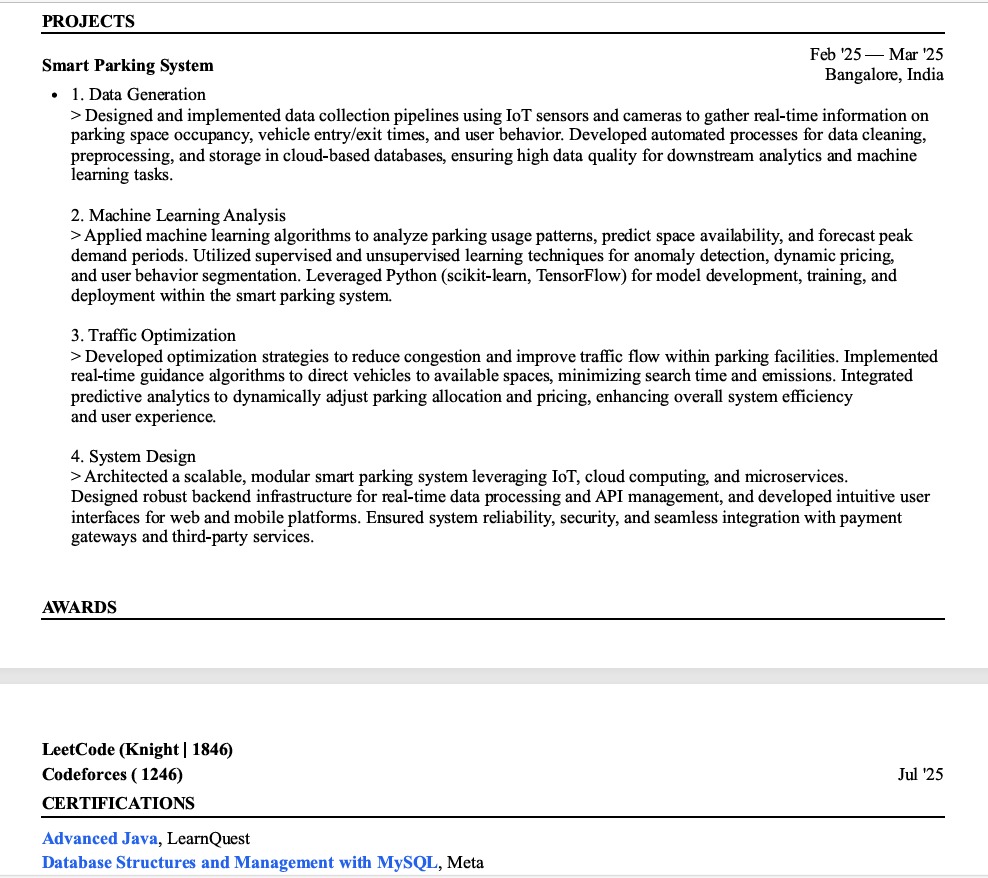 PROJECTS
Feb '25 — Mar '25
Smart Parking System
Bangalore, India
• 1. Data Generation
> Designed and implemented data collection pipelines using IoT sensors and cameras to gather real-time information on
parking space occupancy, vehicle entry/exit times, and user behavior. Developed automated processes for data cleaning,
preprocessing, and storage in cloud-based databases, ensuring high data quality for downstream analytics and machine
learning tasks.
2. Machine Learning Analysis
> Applied machine learning algorithms to analyze parking usage patterns, predict space availability, and forecast peak
demand periods. Utilized supervised and unsupervised learning techniques for anomaly detection, dynamic pricing,
and user behavior segmentation. Leveraged Python (scikit-learn, TensorFlow) for model development, training, and
deployment within the smart parking system.
3. Traffic Optimization
> Developed optimization strategies to reduce congestion and improve traffic flow within parking facilities. Implemented
real-time guidance algorithms to direct vehicles to available spaces, minimizing search time and emissions. Integrated
predictive analytics to dynamically adjust parking allocation and pricing, enhancing overall system efficiency
and user experience.
4. System Design
> Architected a scalable, modular smart parking system leveraging IoT, cloud computing, and microservices.
Designed robust backend infrastructure for real-time data processing and API management, and developed intuitive user
interfaces for web and mobile platforms. Ensured system reliability, security, and seamless integration with payment
gateways and third-party services.
AWARDS
LeetCode (Knight | 1846)
Codeforces ( 1246) Jul '25
CERTIFICATIONS
Advanced Java, LearnQuest
Database Structures and Management with MySQL, Meta